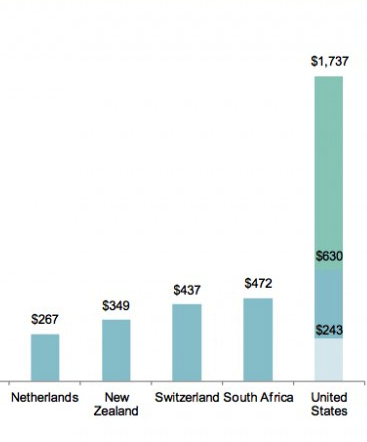 $1,737
$630
$472
$437
$349
$267
$243
Netherlands
New
Zealand
Switzerland
South Africa
United
States